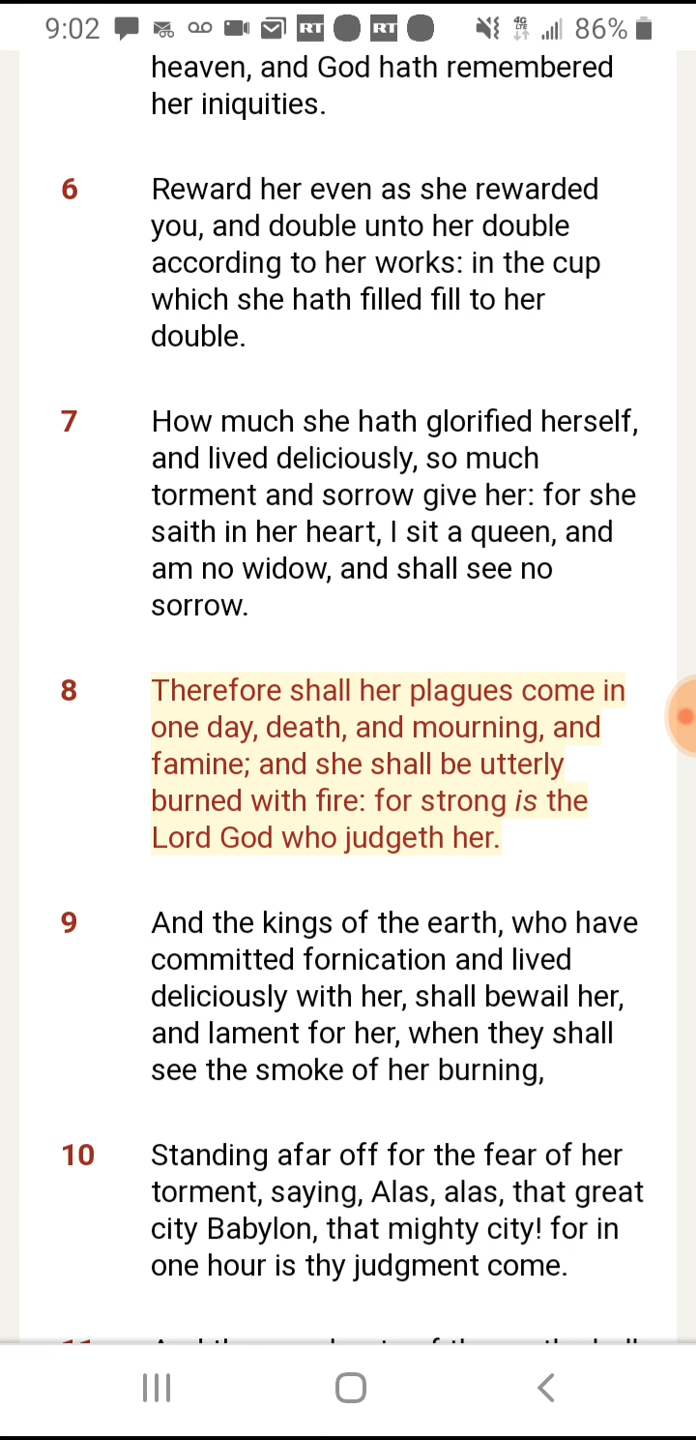 9:02 RT RT 4G LTE 86%
heaven, and God hath remembered
her iniquities.
6 Reward her even as she rewarded
you, and double unto her double
according to her works: in the cup
which she hath filled fill to her
double.
7 How much she hath glorified herself,
and lived deliciously, so much
torment and sorrow give her: for she
saith in her heart, I sit a queen, and
am no widow, and shall see no
sorrow.
8 Therefore shall her plagues come in
one day, death, and mourning, and
famine; and she shall be utterly
burned with fire: for strong is the
Lord God who judgeth her.
9 And the kings of the earth, who have
committed fornication and lived
deliciously with her, shall bewail her,
and lament for her, when they shall
see the smoke of her burning,
10 Standing afar off for the fear of her
torment, saying, Alas, alas, that great
city Babylon, that mighty city! for in
one hour is thy judgment come.